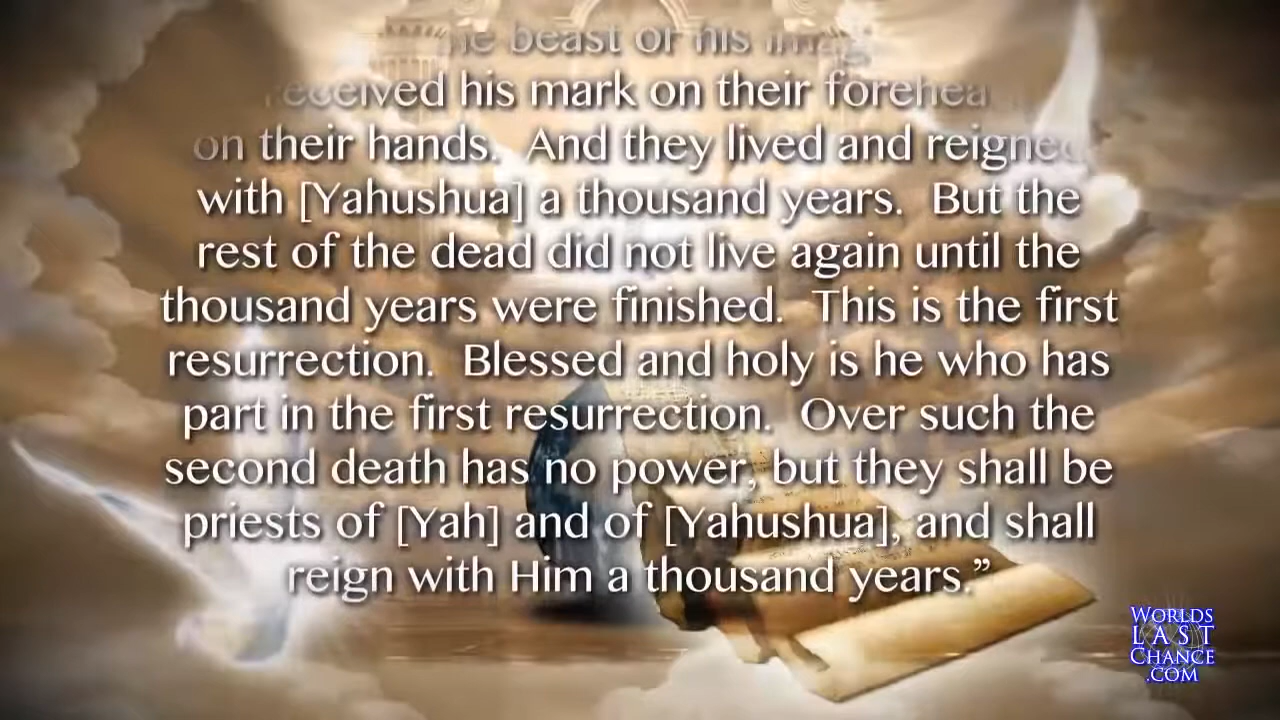 beast or his
received his mark on their
on their hands. And they lived and reigned
with [Yahushua] a thousand years. But the
rest of the dead did not live again until the
thousand years were finished. This is the first
resurrection. Blessed and holy is he who has
part in the first resurrection. Over such the
second death has no power, but they shall be
priests of [Yah] and of [Yahushua], and shall
reign with Him a thousand years.”
WORLDS
LAST
CHANCE
.COM